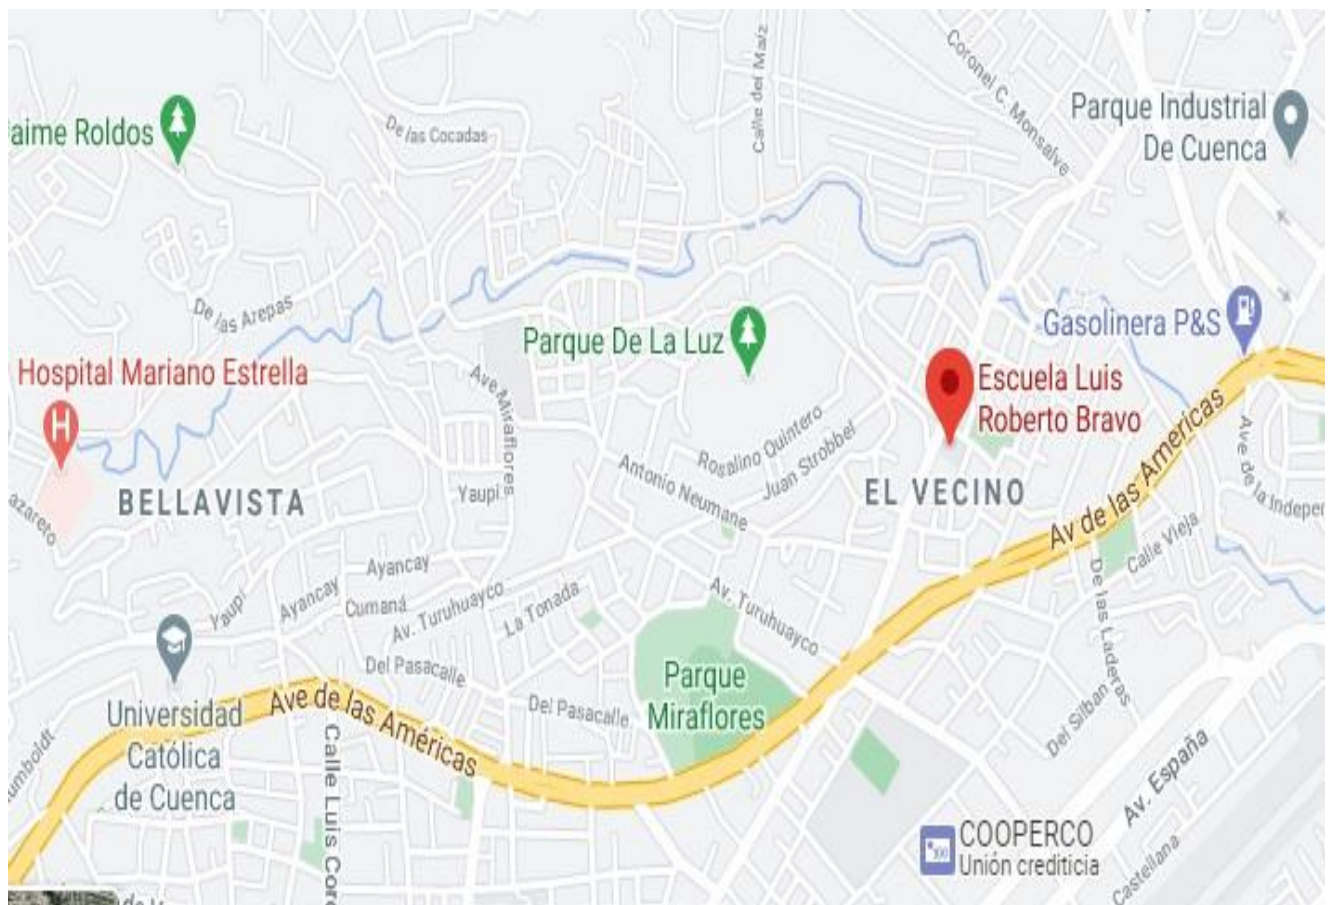 Coronel C. Monsalve
Calle del Maíz
Parque Industrial
De Cuenca
aime Roldos
De las Cocadas
De las Arepas
Gasolinera P&S
Parque De La Luz
Hospital Mariano Estrella
H
Escuela Luis
Roberto Bravo
Ave Miraflores
Rosalino Quintero
Juan Strobbel
Antonio Neumane
Av de las Americas
Ave de la Indepen
Yaupi
BELLAVISTA
EL VECINO
azareto
Calle Vieja
Ayancay
Yaupi
Ayancay
Cumaná
Av. Turuhuayco
La Tonada
Av. Turuhuayco
De las Laderas
Del Pasacalle
Parque
Miraflores
Del Pasacalle
Del Silban
Universidad
Católica
de Cuenca
Ave de las Américas
Calle Luis Cor
umboldt
Av. España
COOPERCO
Unión crediticia
Castellana